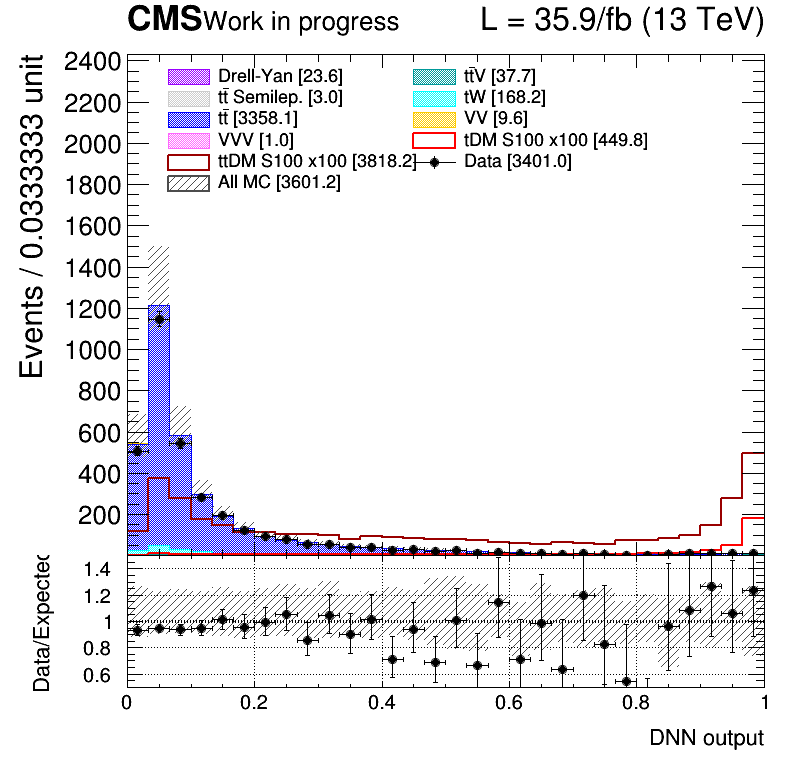 CMS Work in progress L = 35.9/fb (13 TeV)
Events / 0.0333333 unit
2400
2200
2000
1800
1600
1400
1200
1000
800
600
400
200
Drell-Yan [23.6]
tt̄V [37.7]
tt̄ Semilep. [3.0]
tW [168.2]
tt̄ [3358.1]
VV [9.6]
VVV [1.0]
tDM S100 x100 [449.8]
ttDM S100 x100 [3818.2]
Data [3401.0]
All MC [3601.2]
Data/Expected
1.4
1.2
1
0.8
0.6
0 0.2 0.4 0.6 0.8 1
DNN output